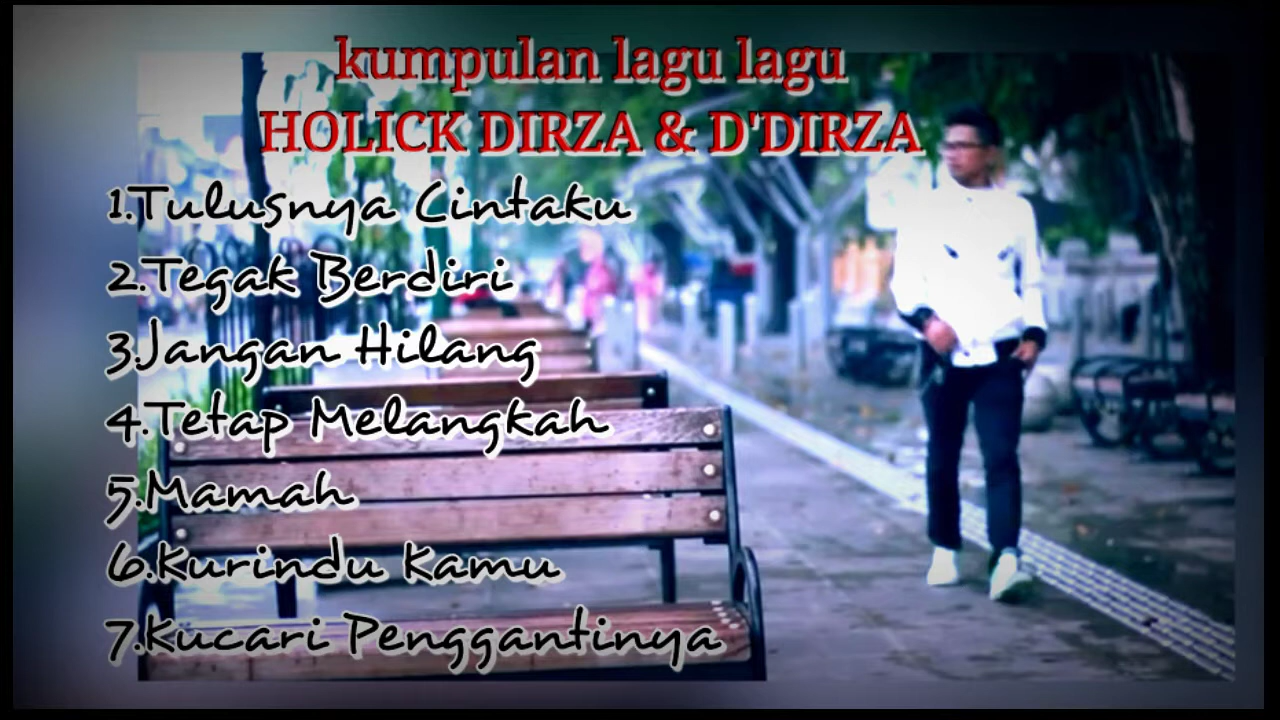 kumpulan lagu lagu
HOLICK DIRZA & D'DIRZA
1.Tulusnya Cintaku
2.Tegak Berdiri
3.Jangan Hilang
4.Tetap Melangkah
5.Mamah
6.Kurindu Kamu
7.Kucari Penggantinya